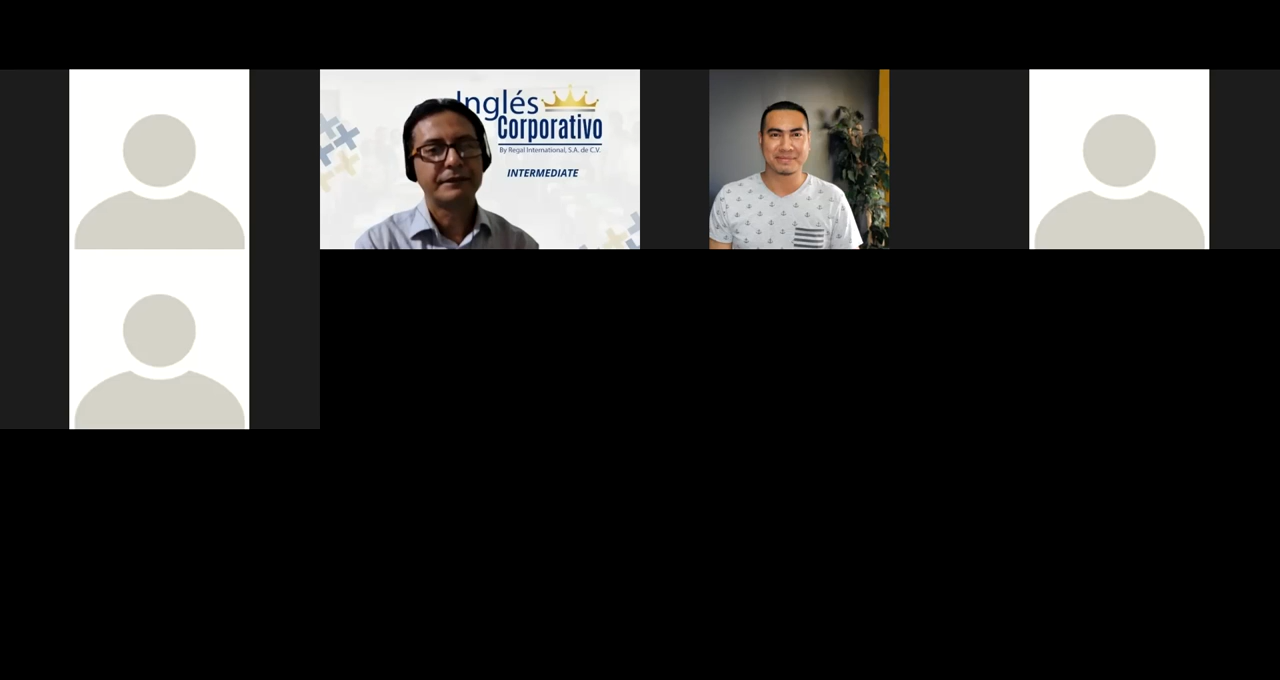 Inglés
Corporativo
By Regal International, S.A. de C.V.
INTERMEDIATE